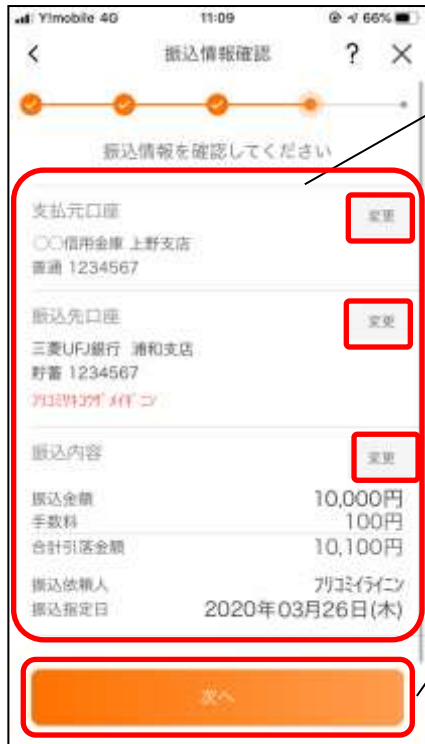 Y!mobile 4G 11:09 66%
振込情報確認 ?
振込情報を確認してください
支払元口座 変更
〇〇信用金庫 上野支店
普通 1234567
振込先口座 変更
三菱UFJ銀行 浦和支店
貯蓄 1234567
フリコミサキコウザ メイギニン
振込内容 変更
振込金額 10,000円
手数料 100円
合計引落金額 10,100円
振込依頼人 フリコミイライニン
振込指定日 2020年03月26日(木)
次へ